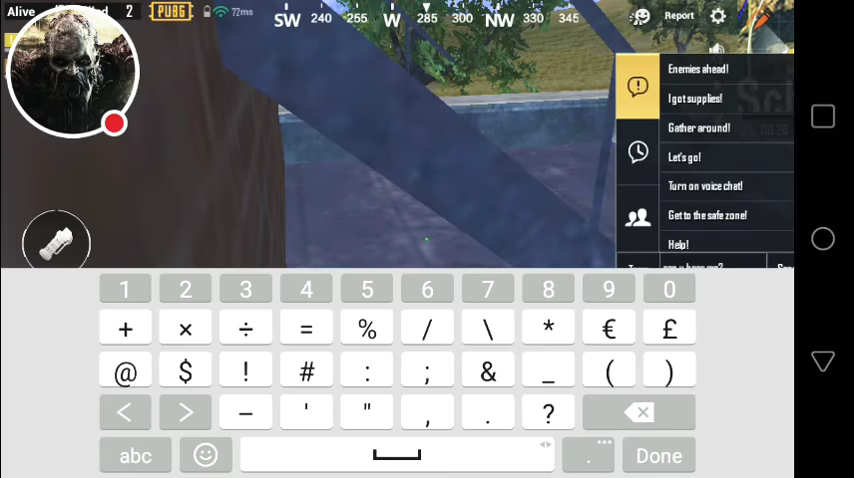 Alive 2 PUBG 72ms
SW 240 255 W 285 300 NW 330 345
Report
Enemies ahead!
I got supplies!
Gather around!
Let's go!
Turn on voice chat!
Get to the safe zone!
Help!
1 2 3 4 5 6 7 8 9 0
+ × ÷ = % / \ * € £
@ $ ! # : ; & _ ( )
< > – ' " , . ?
abc . Done